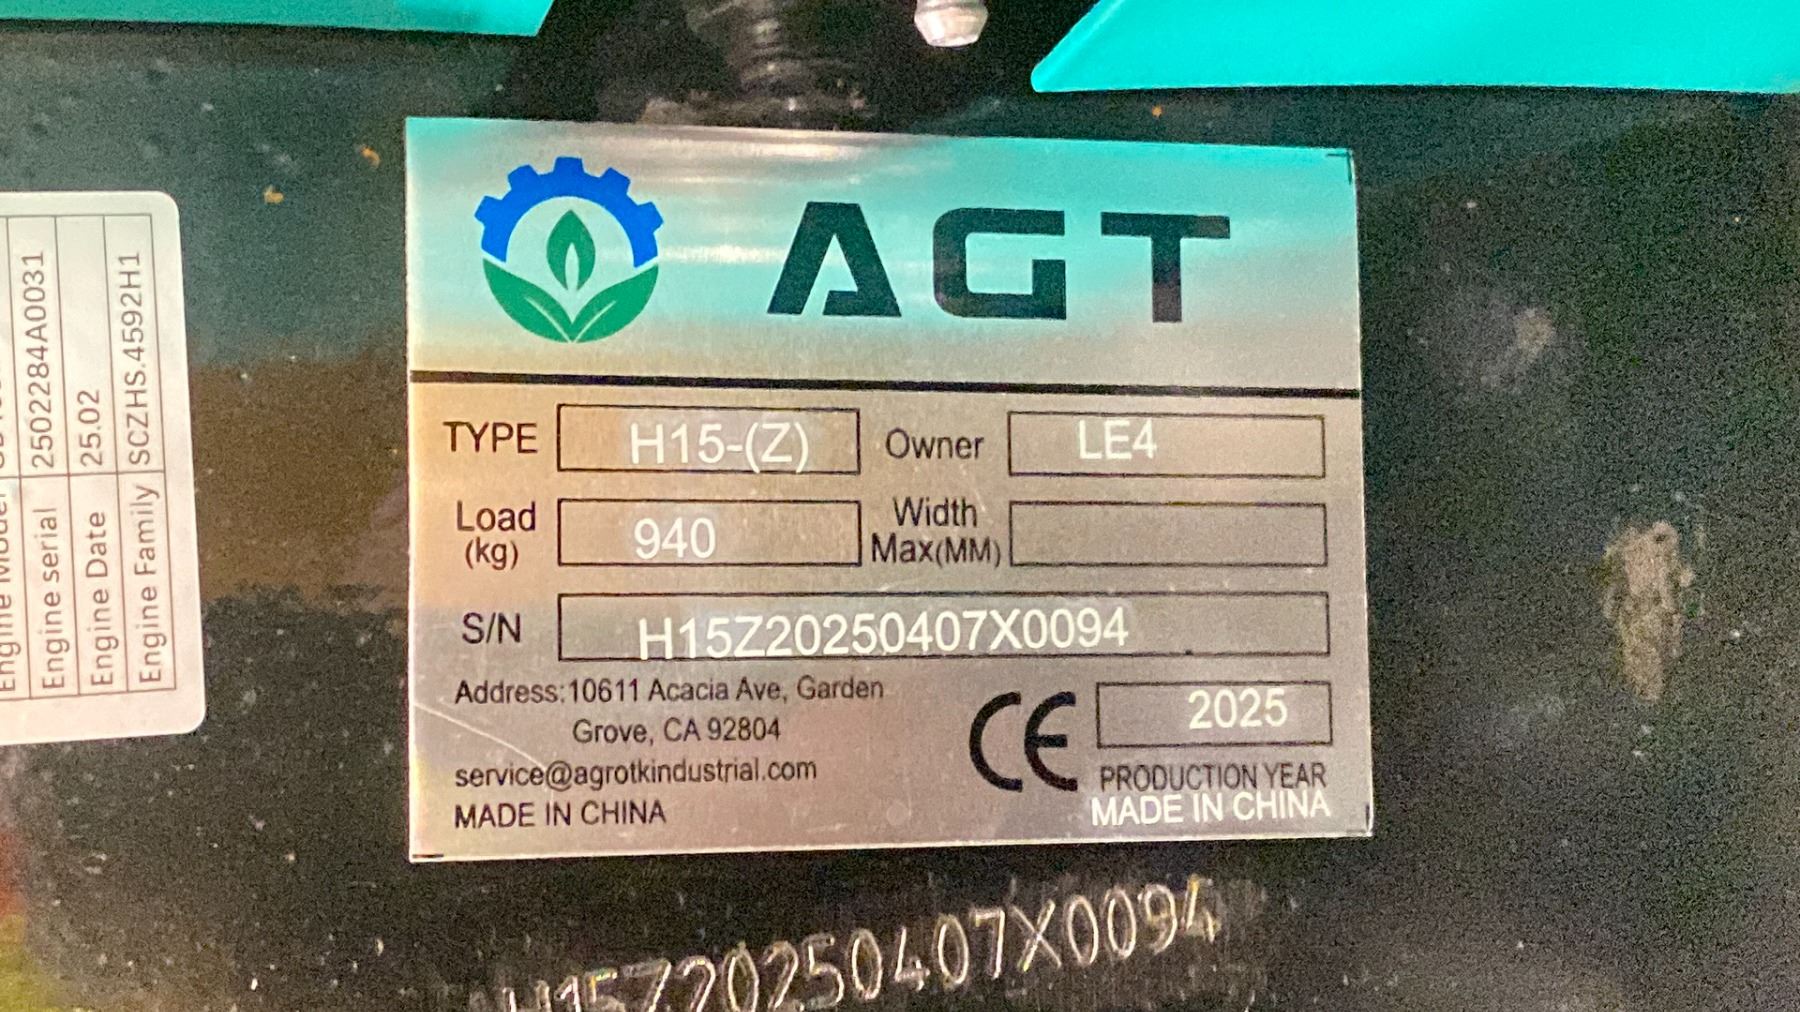 Engine serial 2502284A0031
Engine Date 25.02
Engine Family SCZHS.4592H1
AGT
TYPE H15-(Z) Owner LE4
Load (kg) 940 Width Max(MM)
S/N H15Z20250407X0094
Address:10611 Acacia Ave, Garden
Grove, CA 92804
service@agrotkindustrial.com
MADE IN CHINA
CE 2025
PRODUCTION YEAR
MADE IN CHINA
H15Z20250407X0094